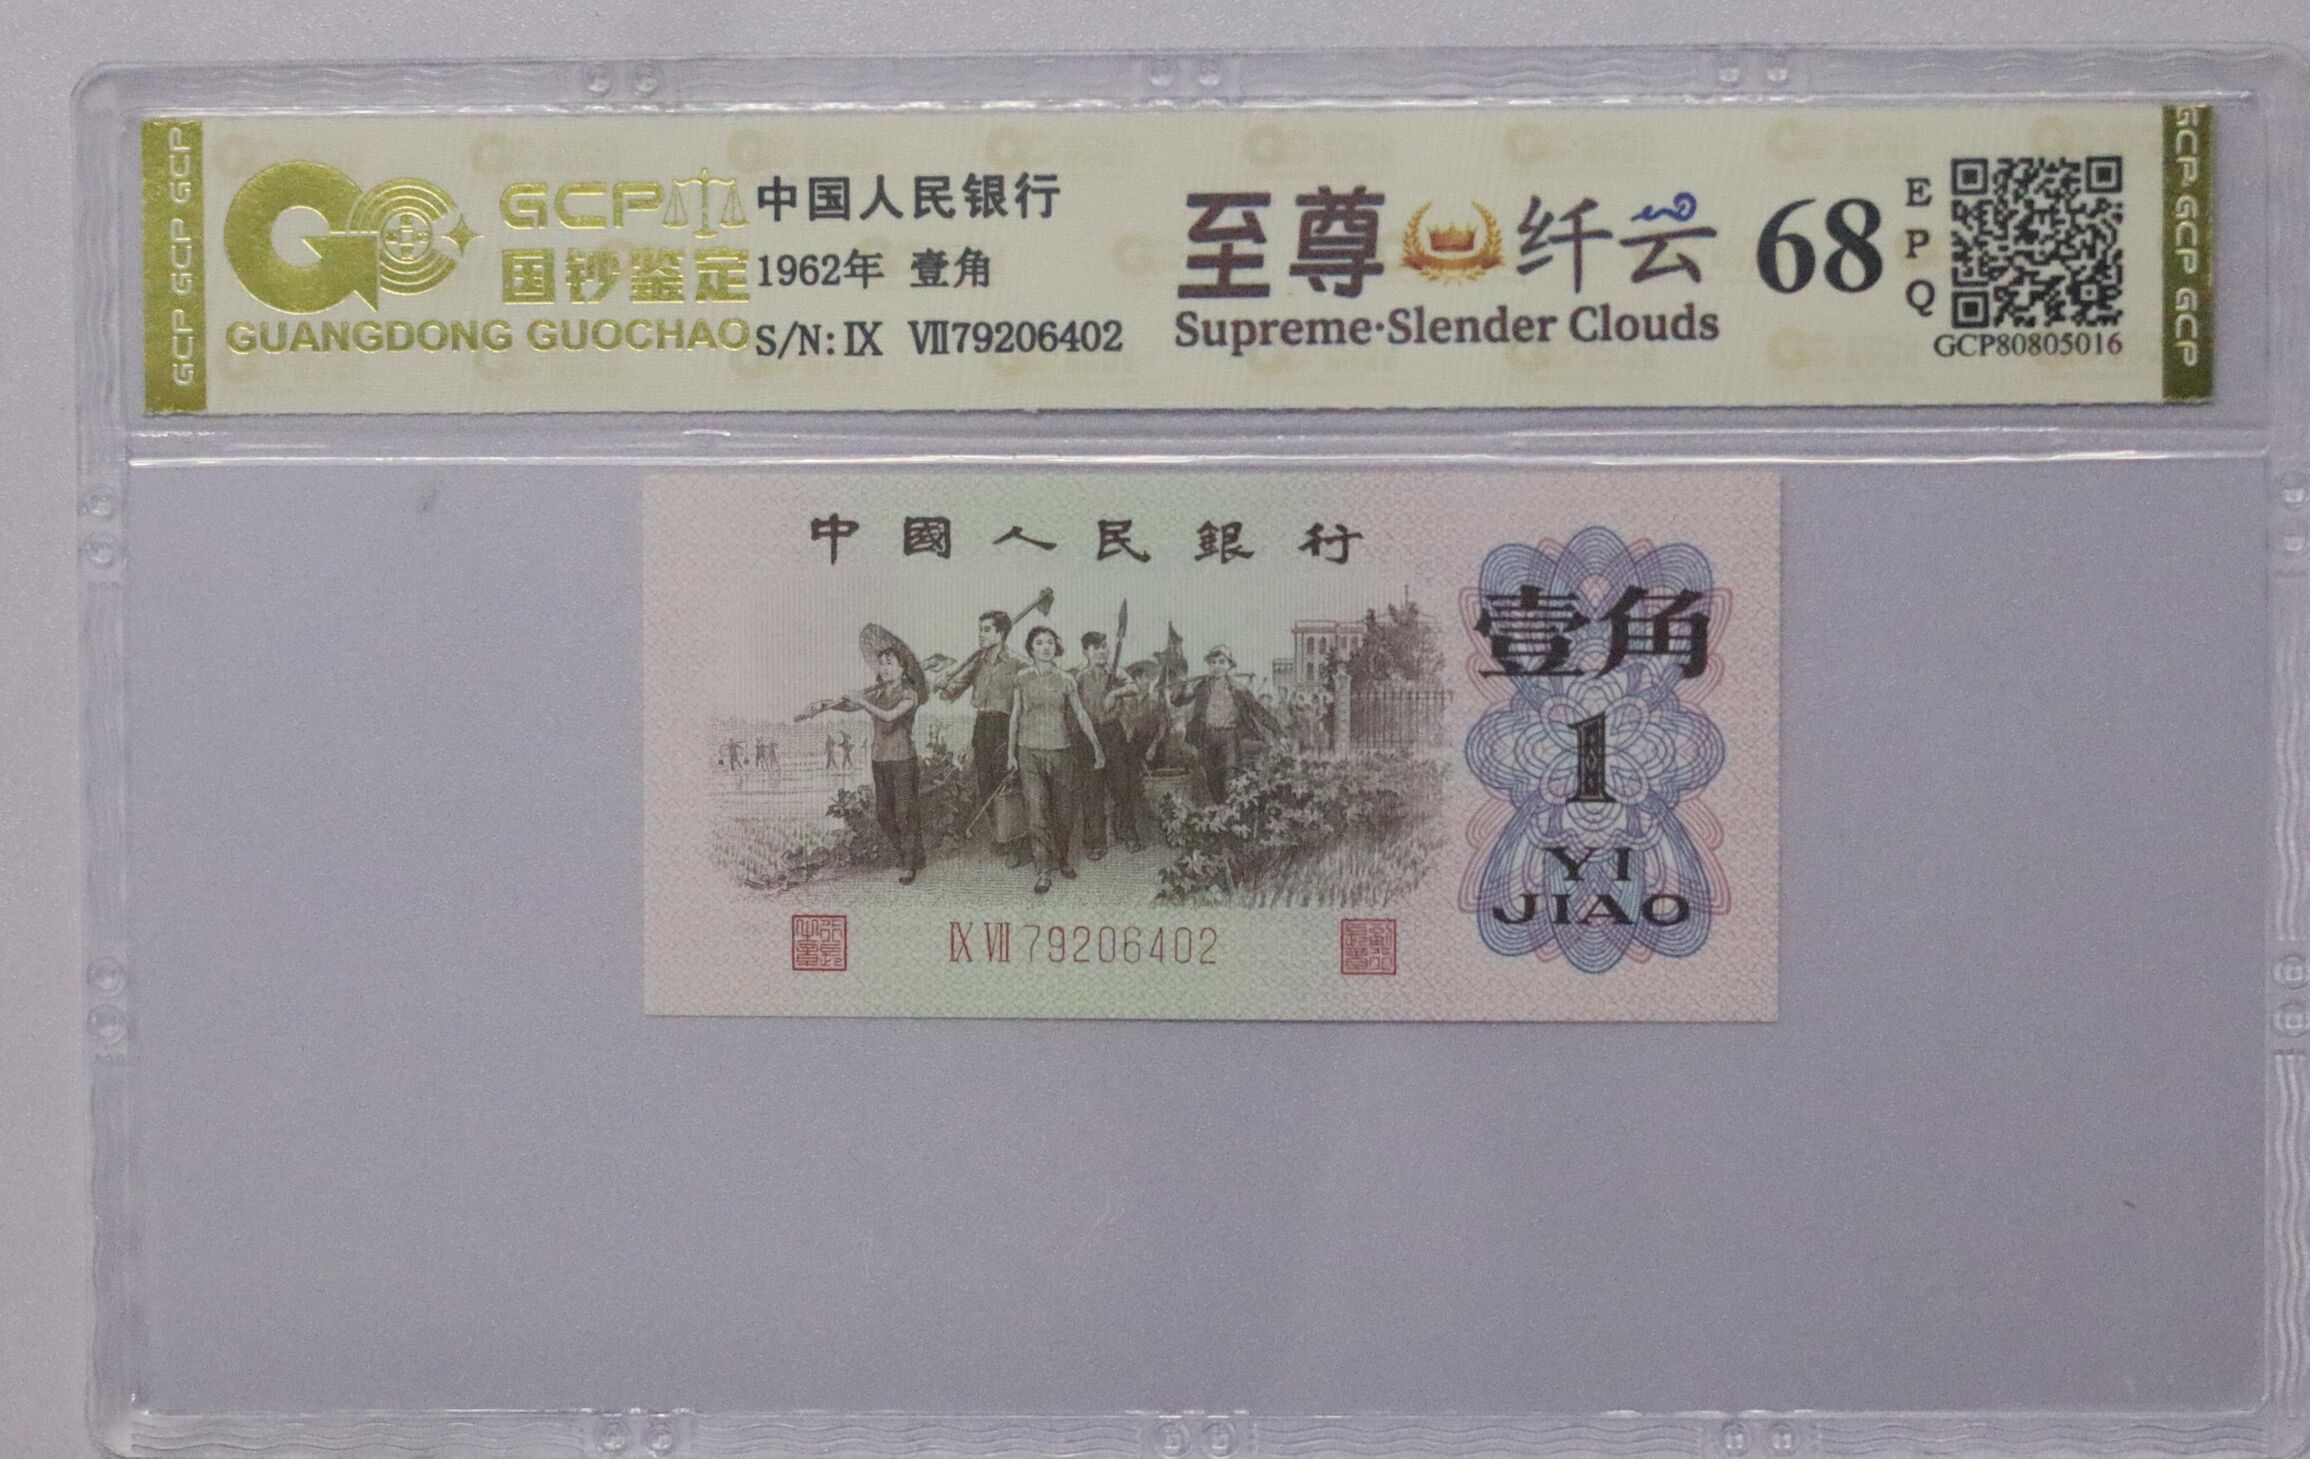 GCP GCP GCP
GCP
国钞鉴定
GUANGDONG GUOCHAO
中国人民银行
1962年 壹角
S/N: IX VII79206402
至尊 纤云
Supreme·Slender Clouds
68
EPQ
GCP80805016
GCP GCP GCP
中國人民銀行
壹角
1
YI
JIAO
IX VII 79206402